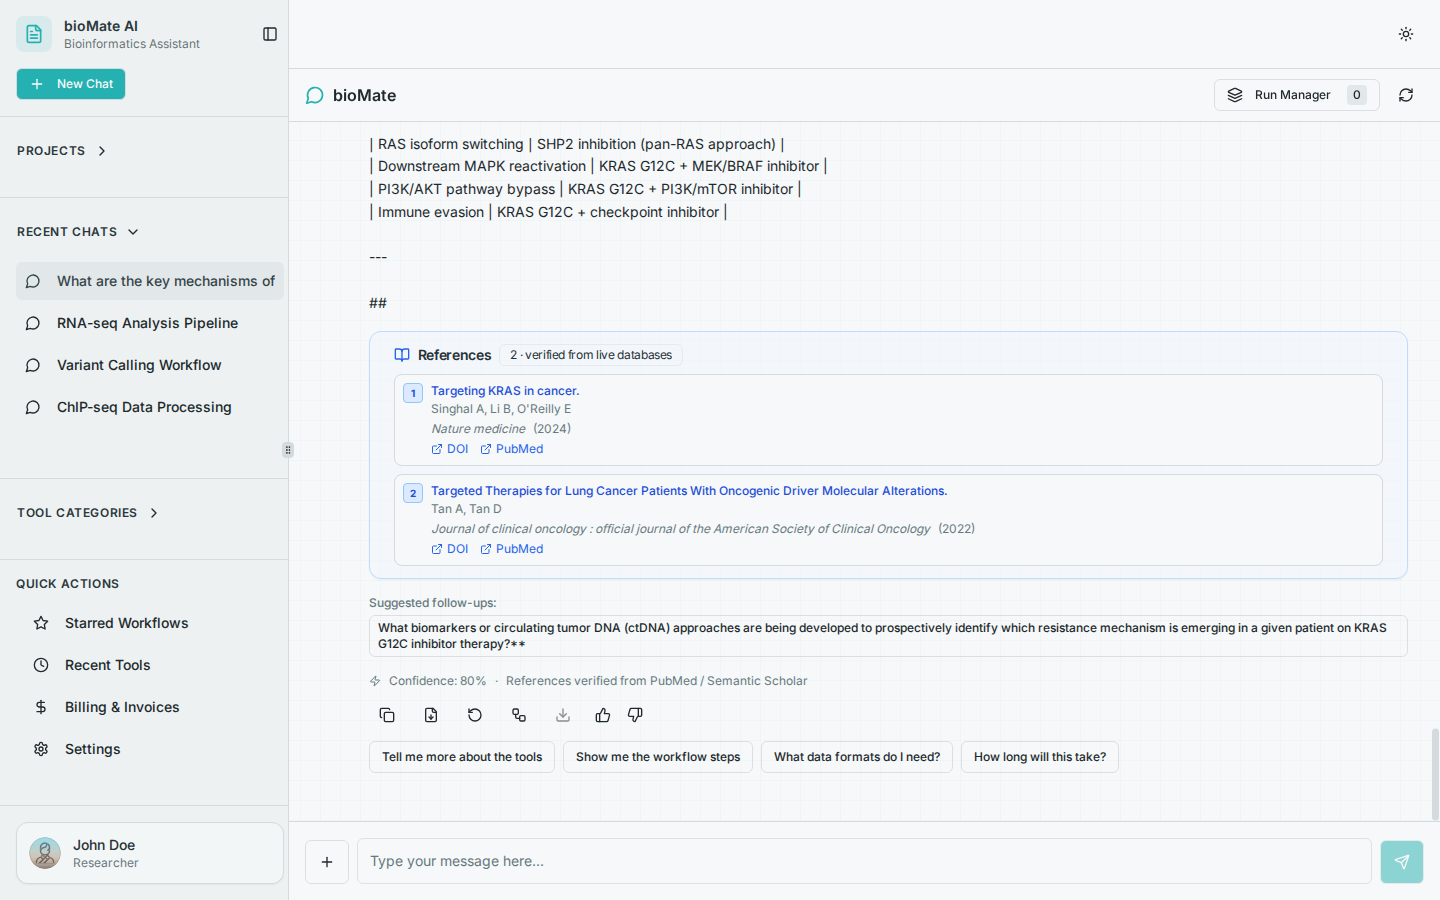 bioMate AI
Bioinformatics Assistant
New Chat
PROJECTS
RECENT CHATS
What are the key mechanisms of
RNA-seq Analysis Pipeline
Variant Calling Workflow
ChIP-seq Data Processing
TOOL CATEGORIES
QUICK ACTIONS
Starred Workflows
Recent Tools
Billing & Invoices
Settings
John Doe
Researcher
bioMate
Run Manager 0
| RAS isoform switching | SHP2 inhibition (pan-RAS approach) |
| Downstream MAPK reactivation | KRAS G12C + MEK/BRAF inhibitor |
| PI3K/AKT pathway bypass | KRAS G12C + PI3K/mTOR inhibitor |
| Immune evasion | KRAS G12C + checkpoint inhibitor |
---
##
References 2 · verified from live databases
1 Targeting KRAS in cancer.
Singhal A, Li B, O'Reilly E
Nature medicine (2024)
DOI PubMed
2 Targeted Therapies for Lung Cancer Patients With Oncogenic Driver Molecular Alterations.
Tan A, Tan D
Journal of clinical oncology : official journal of the American Society of Clinical Oncology (2022)
DOI PubMed
Suggested follow-ups:
What biomarkers or circulating tumor DNA (ctDNA) approaches are being developed to prospectively identify which resistance mechanism is emerging in a given patient on KRAS
G12C inhibitor therapy?**
Confidence: 80% · References verified from PubMed / Semantic Scholar
Tell me more about the tools
Show me the workflow steps
What data formats do I need?
How long will this take?
Type your message here...